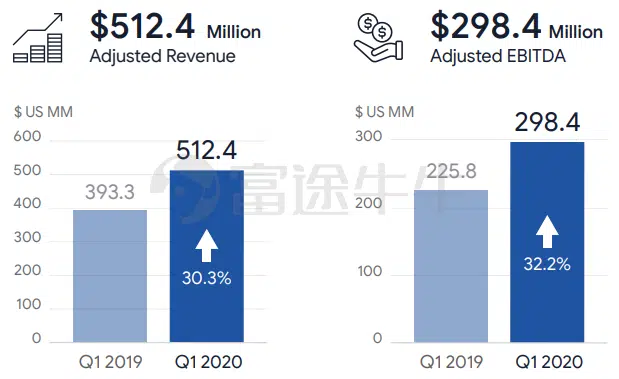 $512.4 Million
Adjusted Revenue
$298.4 Million
Adjusted EBITDA
$ US MM
600
500
400
300
200
100
0
393.3
512.4
30.3%
Q1 2019
Q1 2020
$ US MM
300
200
100
0
225.8
298.4
32.2%
Q1 2019
Q1 2020
富途牛牛